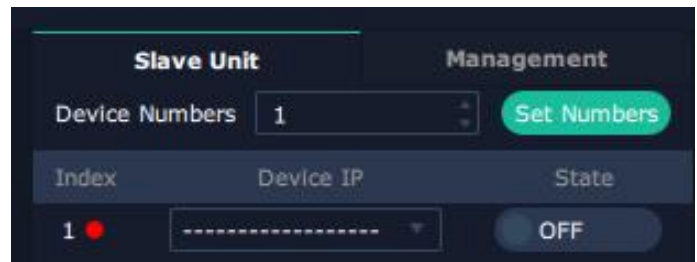 Slave Unit Management
Device Numbers 1 Set Numbers
Index Device IP State
1 ------------------ OFF